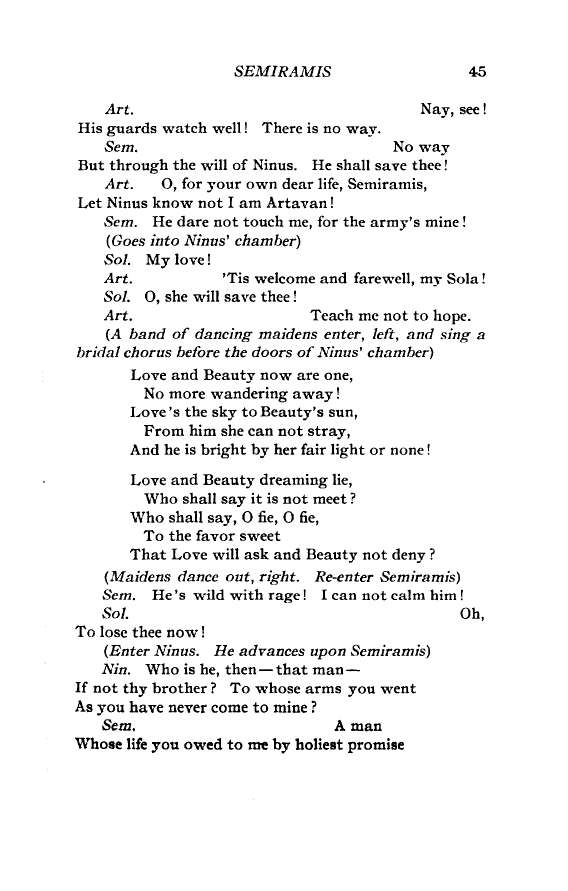 SEMIRAMIS 45
Art. Nay, see!
His guards watch well! There is no way.
Sem. No way
But through the will of Ninus. He shall save thee!
Art. O, for your own dear life, Semiramis,
Let Ninus know not I am Artavan!
Sem. He dare not touch me, for the army's mine!
(Goes into Ninus' chamber)
Sol. My love!
Art. 'Tis welcome and farewell, my Sola!
Sol. O, she will save thee!
Art. Teach me not to hope.
(A band of dancing maidens enter, left, and sing a
bridal chorus before the doors of Ninus' chamber)
Love and Beauty now are one,
No more wandering away!
Love's the sky to Beauty's sun,
From him she can not stray,
And he is bright by her fair light or none!
Love and Beauty dreaming lie,
Who shall say it is not meet?
Who shall say, O fie, O fie,
To the favor sweet
That Love will ask and Beauty not deny?
(Maidens dance out, right. Re-enter Semiramis)
Sem. He's wild with rage! I can not calm him!
Sol. Oh,
To lose thee now!
(Enter Ninus. He advances upon Semiramis)
Nin. Who is he, then—that man—
If not thy brother? To whose arms you went
As you have never come to mine?
Sem. A man
Whose life you owed to me by holiest promise